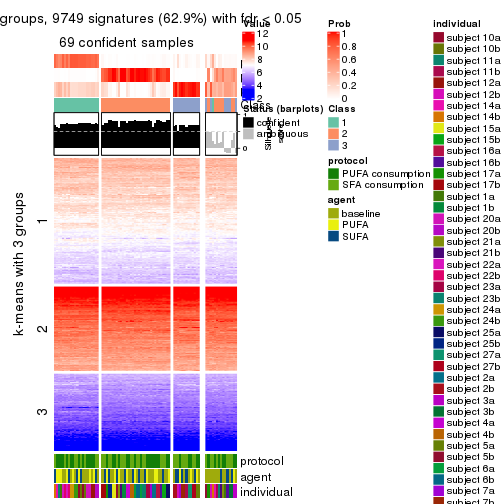 groups, 9749 signatures (62.9%) with fdr < 0.05
69 confident samples
k-means with 3 groups
1
2
3
protocol
agent
individual
Value
12
10
8
6
4
2
Prob
1
0.8
0.6
0.4
0.2
0
Status (barplots)
confident
ambiguous
0
Class
1
2
3
protocol
PUFA consumption
SFA consumption
agent
baseline
PUFA
SUFA
individual
subject 10a
subject 10b
subject 11a
subject 11b
subject 12a
subject 12b
subject 14a
subject 14b
subject 15a
subject 15b
subject 16a
subject 16b
subject 17a
subject 17b
subject 1a
subject 1b
subject 20a
subject 20b
subject 21a
subject 21b
subject 22a
subject 22b
subject 23a
subject 23b
subject 24a
subject 24b
subject 25a
subject 25b
subject 27a
subject 27b
subject 2a
subject 2b
subject 3a
subject 3b
subject 4a
subject 4b
subject 5a
subject 5b
subject 6a
subject 6b
subject 7a
subject 7b